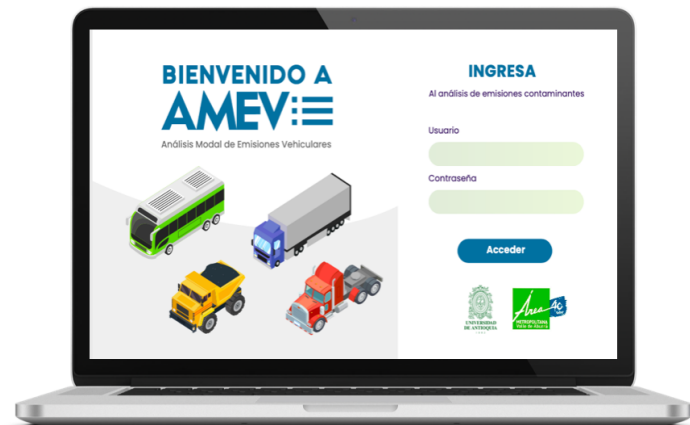 BIENVENIDO A
AMEV
Análisis Modal de Emisiones Vehiculares
INGRESA
Al análisis de emisiones contaminantes
Usuario
Contraseña
Acceder
UNIVERSIDAD
DE ANTIOQUIA
Área
METROPOLITANA
Valle de Aburrá